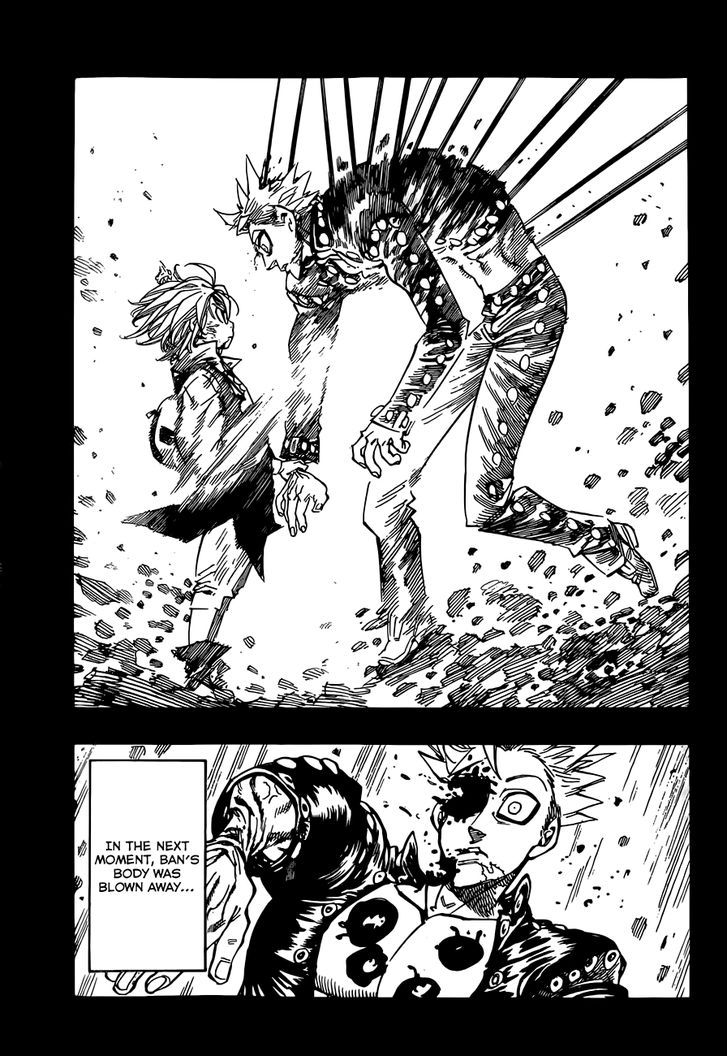 IN THE NEXT
MOMENT, BAN'S
BODY WAS
BLOWN AWAY...